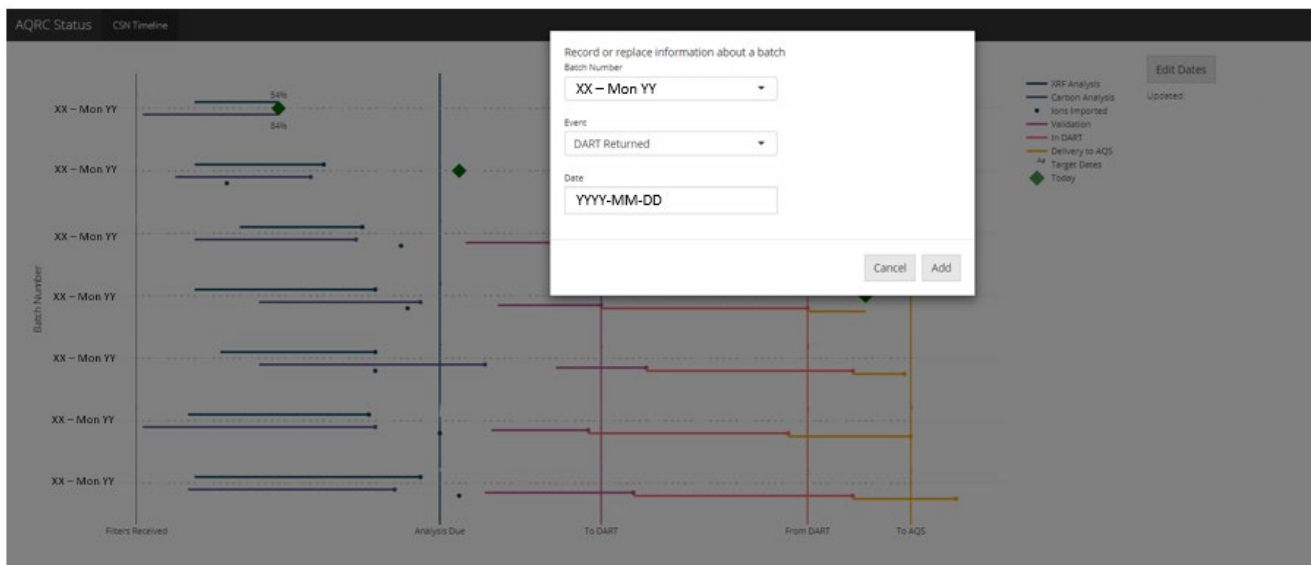 AQRC Status CSN Timeline
Record or replace information about a batch
Batch Number
XX – Mon YY
Event
DART Returned
Date
YYYY-MM-DD
Cancel Add
Edit Dates
Updated:
XRF Analysis
Carbon Analysis
Ions Imported
Validation
In DART
Delivery to AQS
Aa Target Dates
Today
Batch Number
XX – Mon YY
54%
84%
XX – Mon YY
XX – Mon YY
XX – Mon YY
XX – Mon YY
XX – Mon YY
XX – Mon YY
Filters Received Analysis Due To DART From DART To AQS